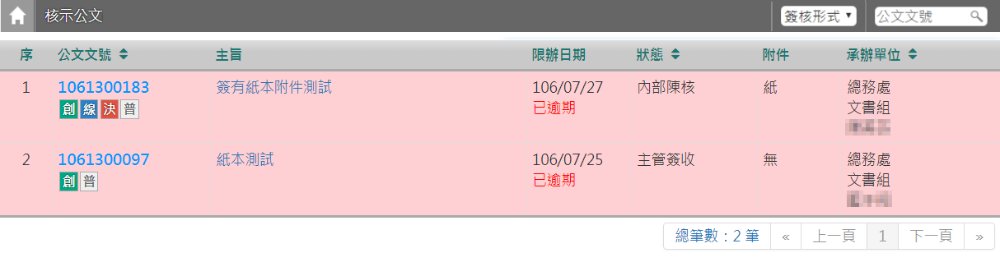 核示公文
簽核形式
公文文號
序 公文文號 主旨 限辦日期 狀態 附件 承辦單位
1 1061300183 簽有紙本附件測試 106/07/27 內部陳核 紙 總務處
創 線 決 普 已逾期 文書組
2 1061300097 紙本測試 106/07/25 主管簽收 無 總務處
創 普 已逾期 文書組
總筆數：2 筆 « 上一頁 1 下一頁 »